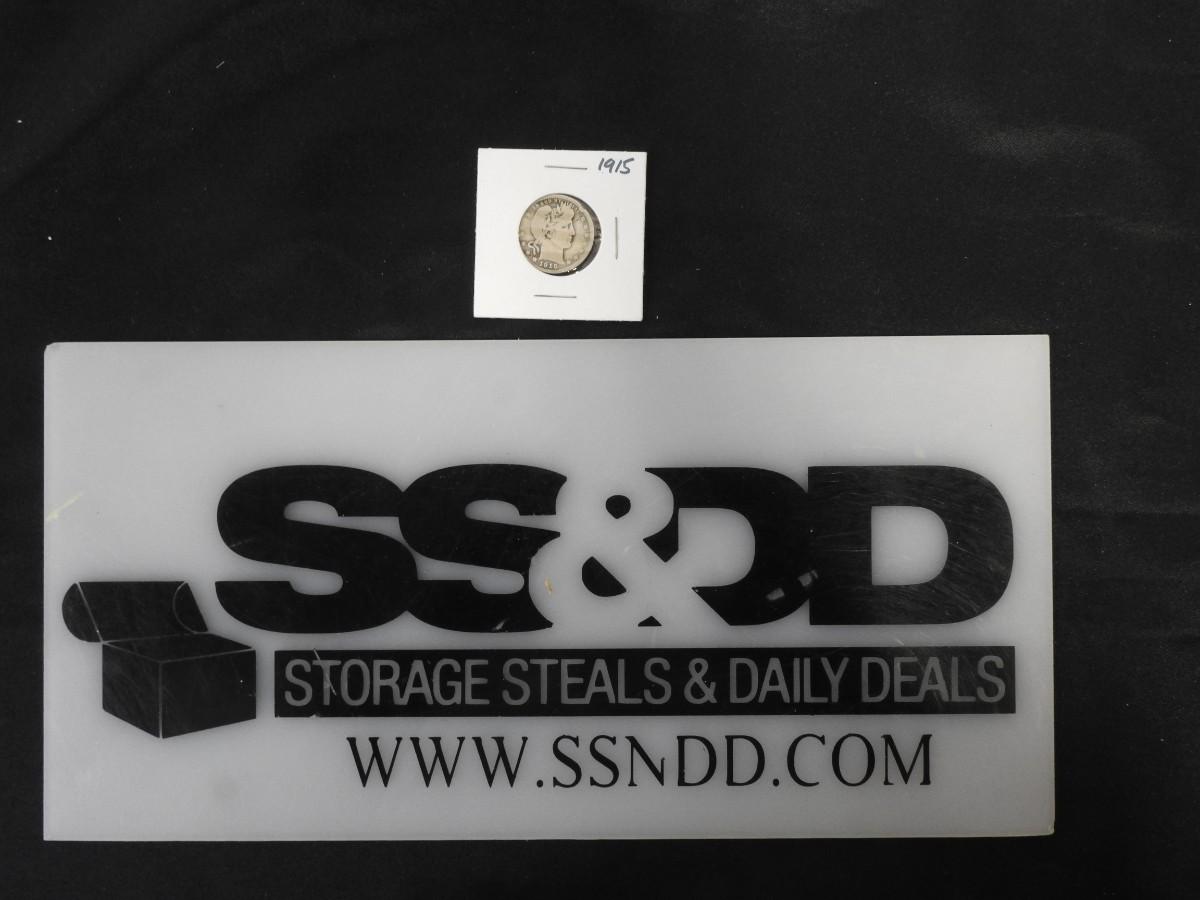 1915
SS&DD
STORAGE STEALS & DAILY DEALS
WWW.SSNDD.COM